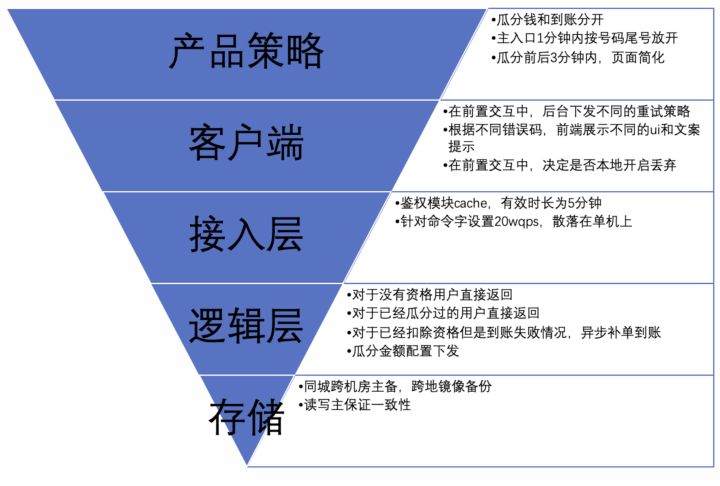 产品策略
•瓜分钱和到账分开
•主入口1分钟内按号码尾号放开
•瓜分前后3分钟内，页面简化
客户端
•在前置交互中，后台下发不同的重试策略
•根据不同错误码，前端展示不同的ui和文案
提示
•在前置交互中，决定是否本地开启丢弃
接入层
•鉴权模块cache，有效时长为5分钟
•针对命令字设置20wqps，散落在单机上
逻辑层
•对于没有资格用户直接返回
•对于已经瓜分过的用户直接返回
•对于已经扣除资格但是到账失败情况，异步补单到账
•瓜分金额配置下发
存储
•同城跨机房主备，跨地镜像备份
•读写主保证一致性